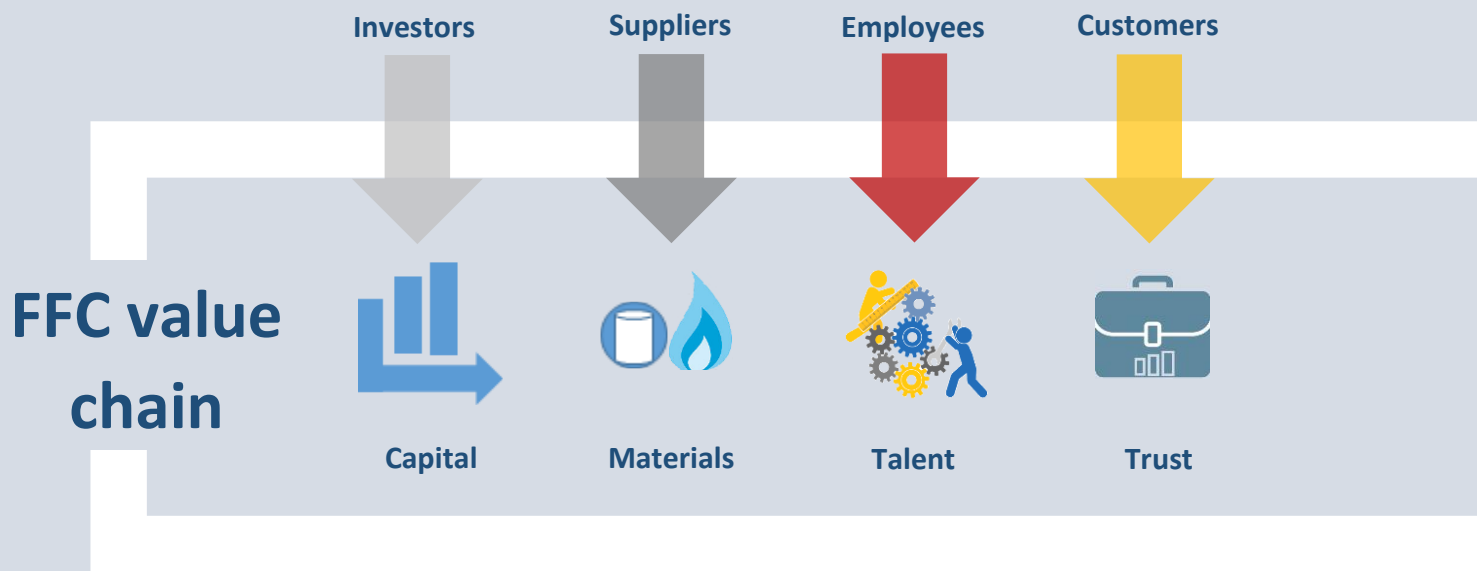 Investors
Suppliers
Employees
Customers
FFC value
chain
Capital
Materials
Talent
Trust